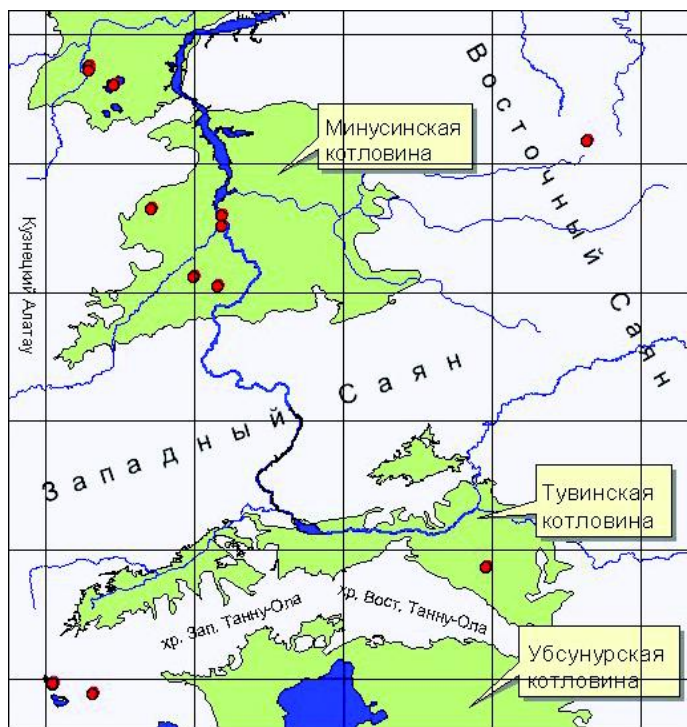 Восточный Саян
Минусинская
котловина
Кузнецкий Алатау
Западный Саян
Тувинская
котловина
хр. Зап. Танну-Ола
хр. Вост. Танну-Ола
Убсунурская
котловина